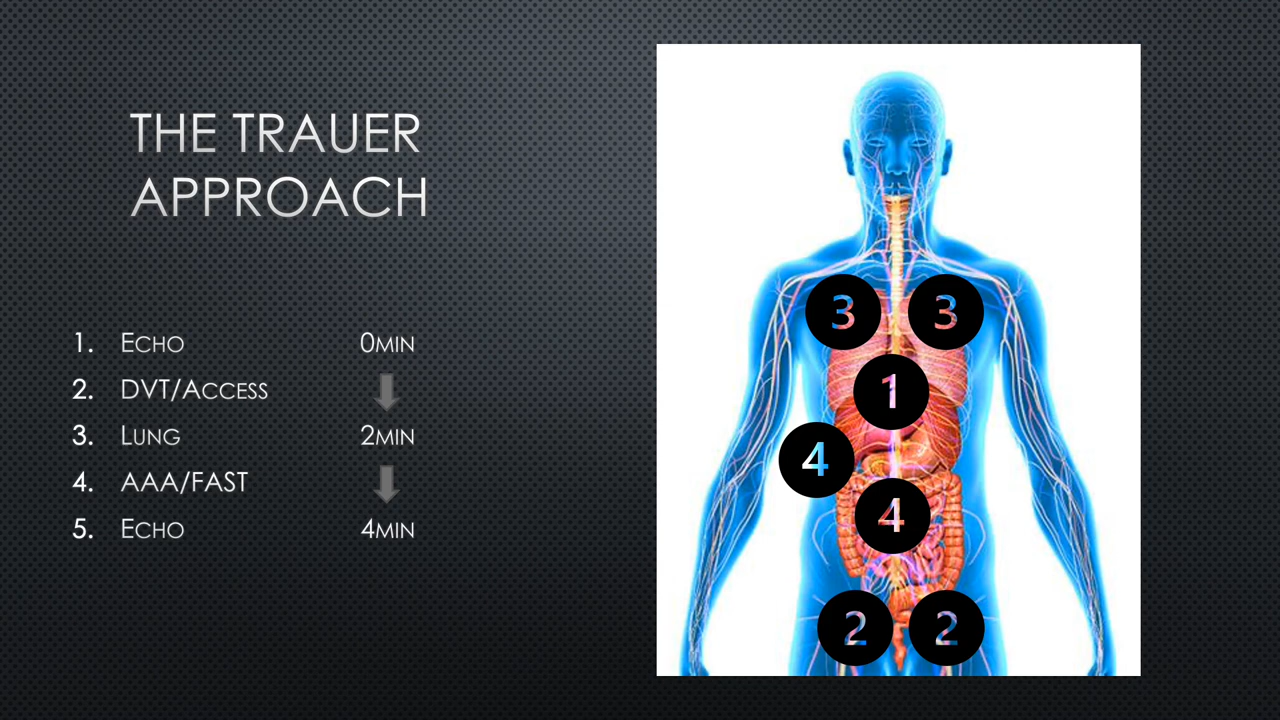 THE TRAUER
APPROACH
1. ECHO 0MIN
2. DVT/ACCESS
3. LUNG 2MIN
4. AAA/FAST
5. ECHO 4MIN
3 3
1
4
4
2 2